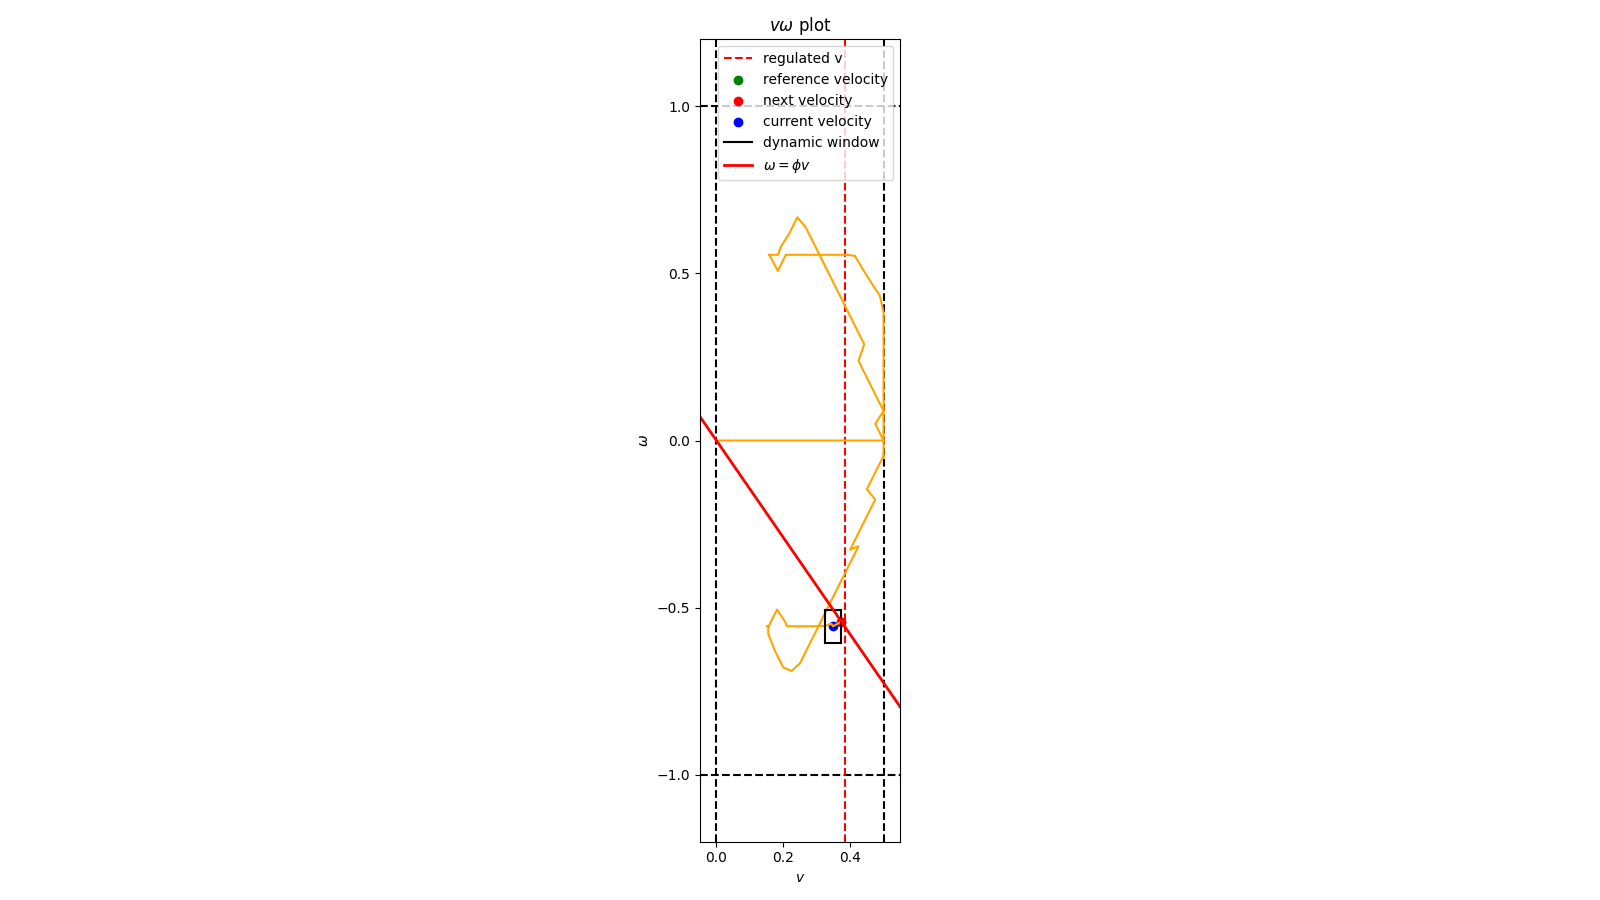 vω plot
regulated v
reference velocity
next velocity
current velocity
dynamic window
ω = ϕv
1.0
0.5
0.0
−0.5
−1.0
ω
0.0 0.2 0.4
v